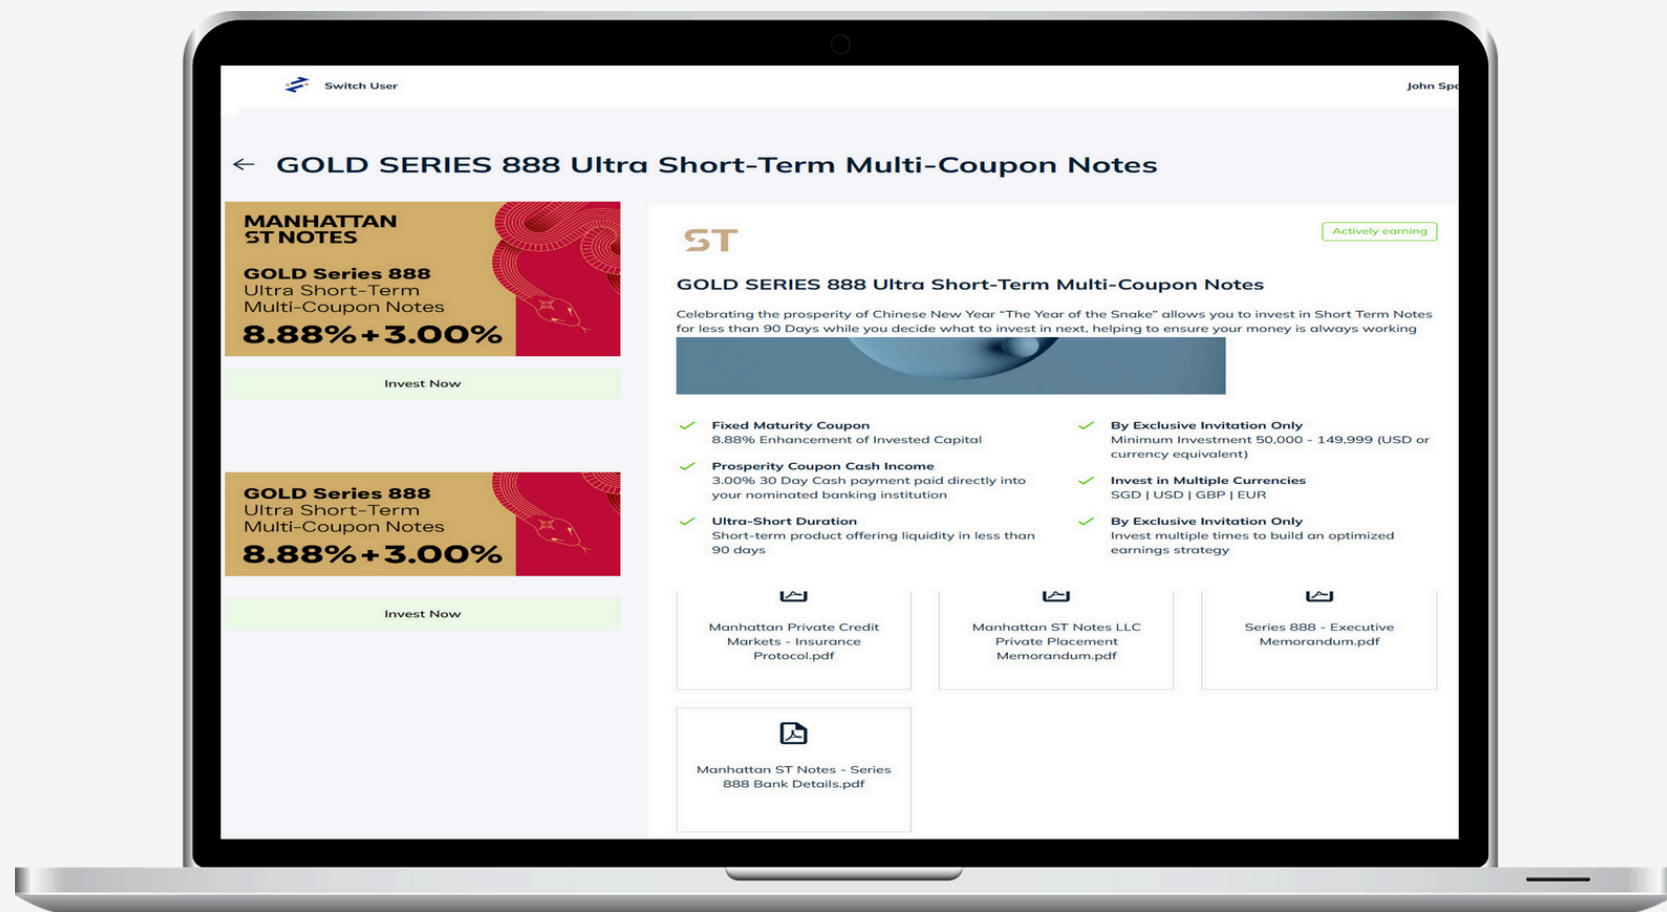 Switch User
John Spo
GOLD SERIES 888 Ultra Short-Term Multi-Coupon Notes
MANHATTAN
ST NOTES
GOLD Series 888
Ultra Short-Term
Multi-Coupon Notes
8.88%+3.00%
Invest Now
GOLD Series 888
Ultra Short-Term
Multi-Coupon Notes
8.88%+3.00%
Invest Now
ST
Actively earning
GOLD SERIES 888 Ultra Short-Term Multi-Coupon Notes
Celebrating the prosperity of Chinese New Year “The Year of the Snake” allows you to invest in Short Term Notes
for less than 90 Days while you decide what to invest in next, helping to ensure your money is always working
Fixed Maturity Coupon
8.88% Enhancement of Invested Capital
Prosperity Coupon Cash Income
3.00% 30 Day Cash payment paid directly into
your nominated banking institution
Ultra-Short Duration
Short-term product offering liquidity in less than
90 days
By Exclusive Invitation Only
Minimum Investment 50,000 - 149,999 (USD or
currency equivalent)
Invest in Multiple Currencies
SGD | USD | GBP | EUR
By Exclusive Invitation Only
Invest multiple times to build an optimized
earnings strategy
Manhattan Private Credit
Markets - Insurance
Protocol.pdf
Manhattan ST Notes LLC
Private Placement
Memorandum.pdf
Series 888 - Executive
Memorandum.pdf
Manhattan ST Notes - Series
888 Bank Details.pdf